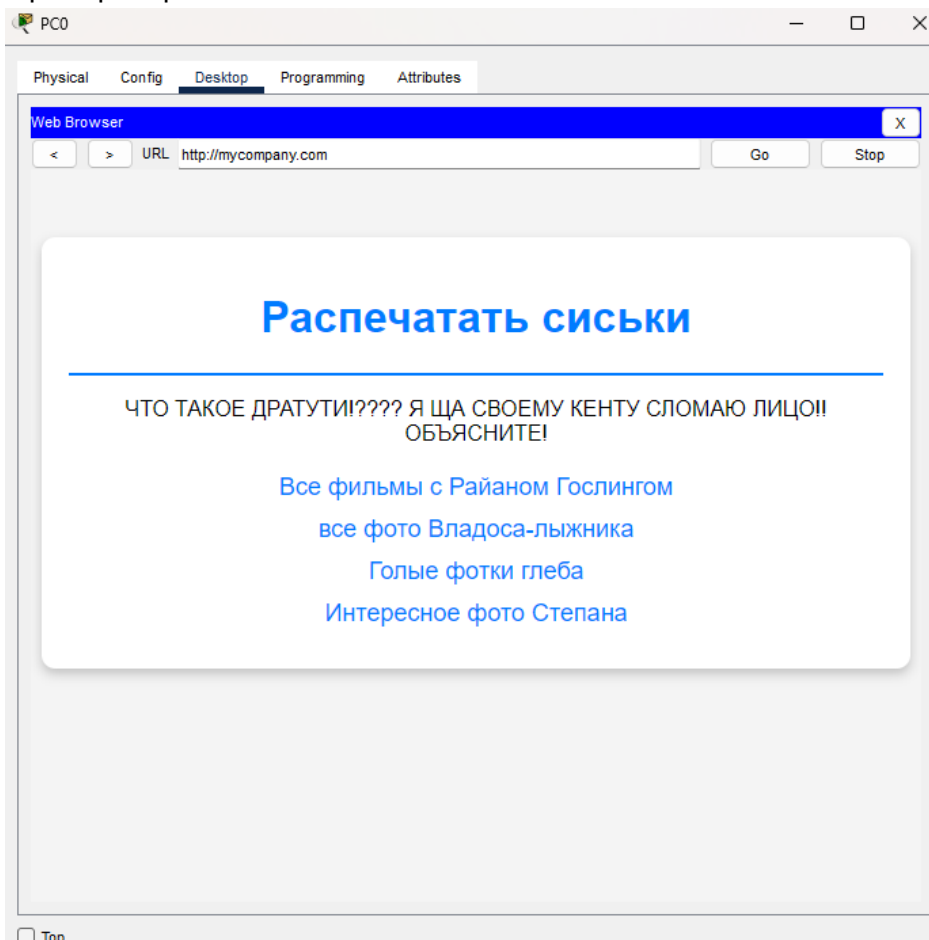 PC0
Physical Config Desktop Programming Attributes
Web Browser
X
< > URL http://mycompany.com Go Stop
Распечатать сиськи
ЧТО ТАКОЕ ДРАТУТИ!???? Я ЩА СВОЕМУ КЕНТУ СЛОМАЮ ЛИЦО!!
ОБЪЯСНИТЕ!
Все фильмы с Райаном Гослингом
все фото Владоса-лыжника
Голые фотки глеба
Интересное фото Степана
Top